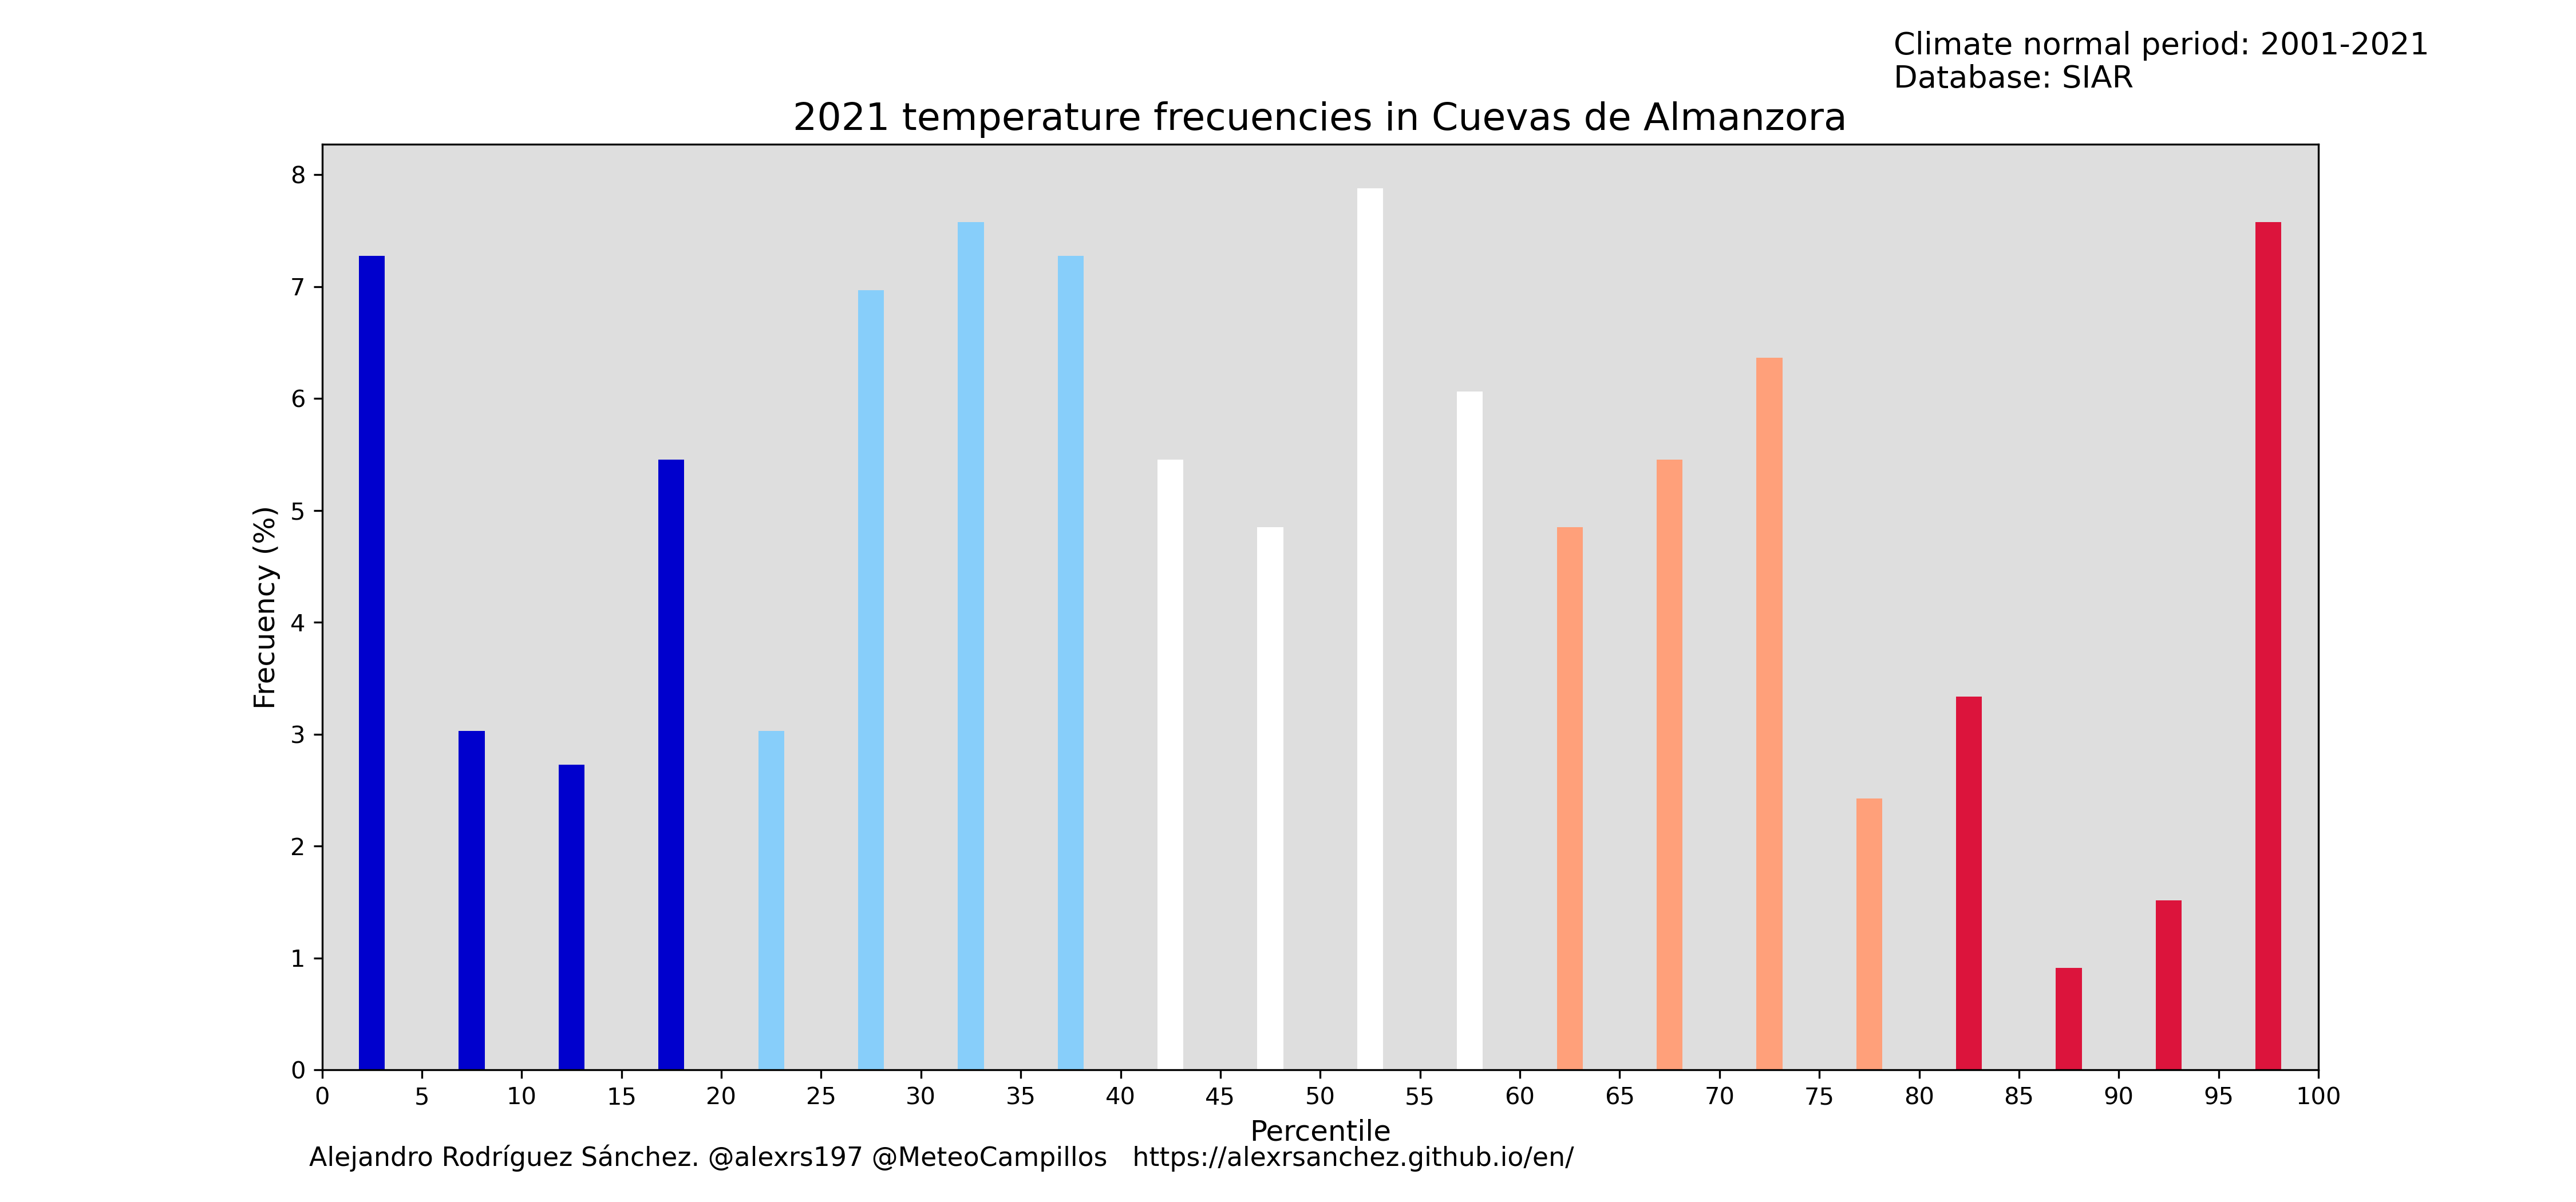 Climate normal period: 2001-2021
Database: SIAR
2021 temperature frecuencies in Cuevas de Almanzora
8
7
6
5
4
3
2
1
0
Frecuency (%)
0 5 10 15 20 25 30 35 40 45 50 55 60 65 70 75 80 85 90 95 100
Percentile
Alejandro Rodríguez Sánchez. @alexrs197 @MeteoCampillos https://alexrsanchez.github.io/en/